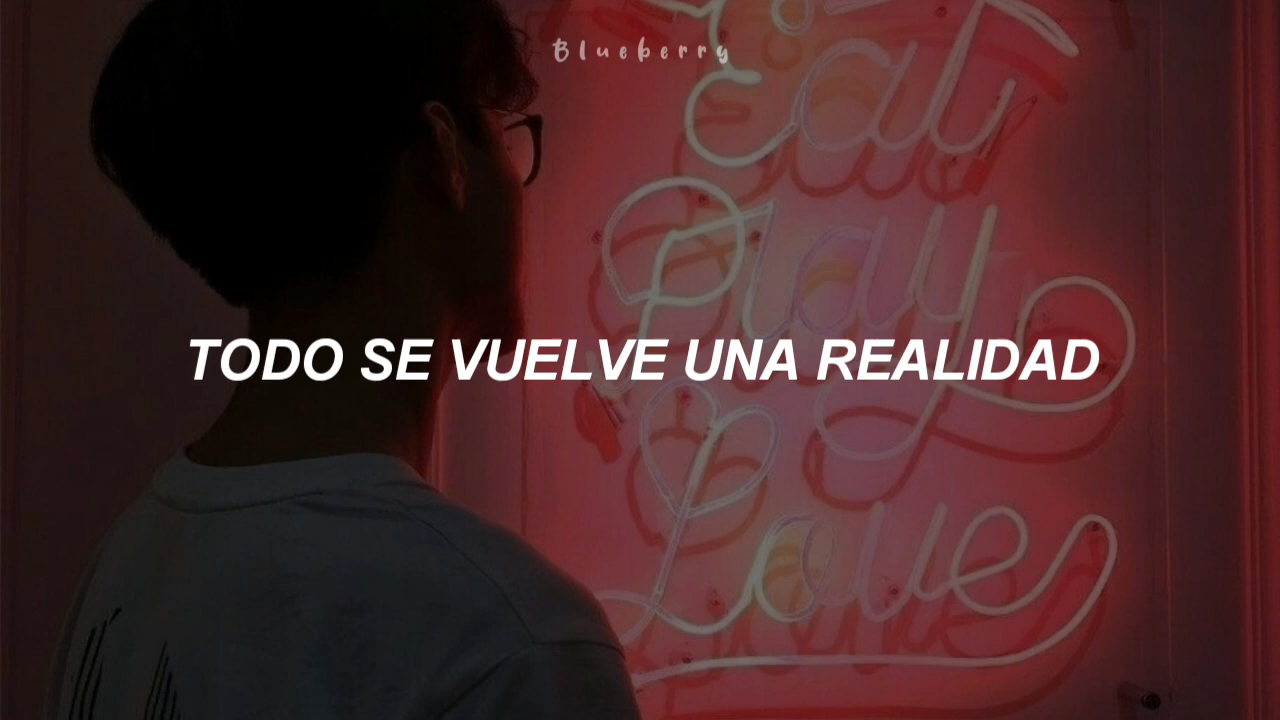 Blueberry
Eat
Play
TODO SE VUELVE UNA REALIDAD
Love